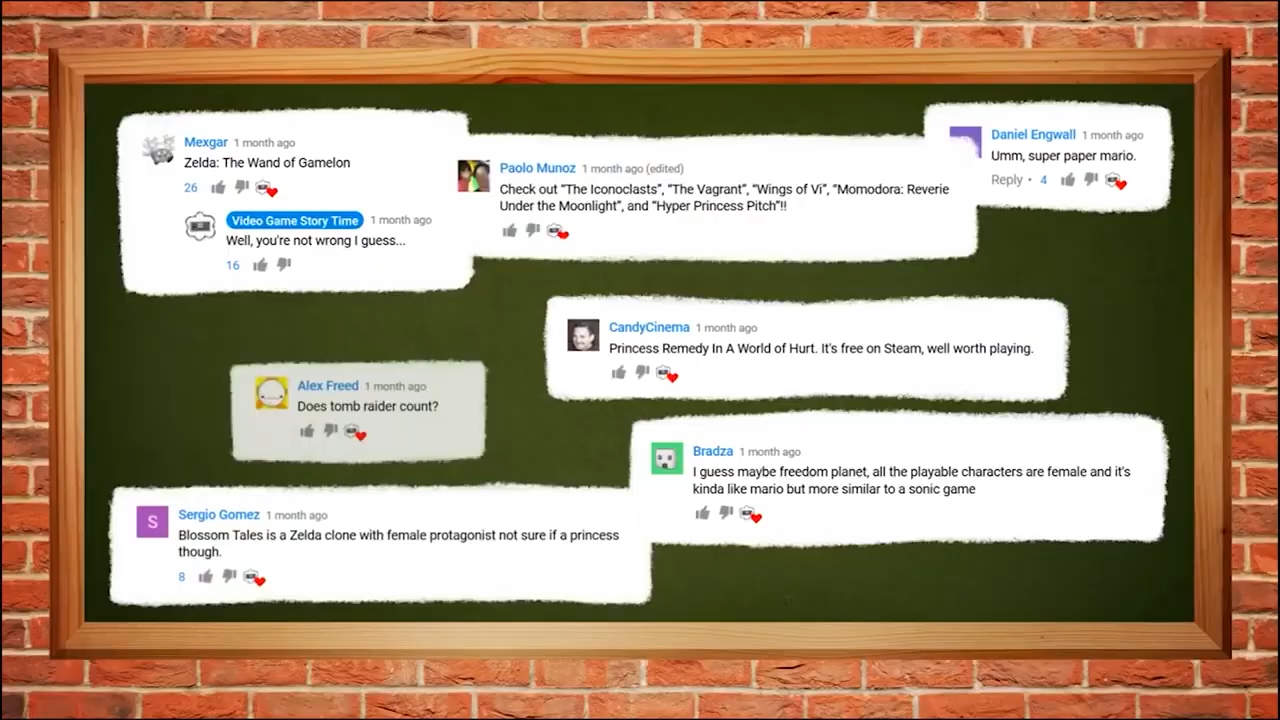 Mexgar 1 month ago
Zelda: The Wand of Gamelon
26
Video Game Story Time 1 month ago
Well, you're not wrong I guess...
16
Paolo Munoz 1 month ago (edited)
Check out “The Iconoclasts”, “The Vagrant”, “Wings of Vi”, “Momodora: Reverie
Under the Moonlight”, and “Hyper Princess Pitch”!!
Daniel Engwall 1 month ago
Umm, super paper mario.
Reply • 4
CandyCinema 1 month ago
Princess Remedy In A World of Hurt. It's free on Steam, well worth playing.
Alex Freed 1 month ago
Does tomb raider count?
Bradza 1 month ago
I guess maybe freedom planet, all the playable characters are female and it's
kinda like mario but more similar to a sonic game
S
Sergio Gomez 1 month ago
Blossom Tales is a Zelda clone with female protagonist not sure if a princess
though.
8